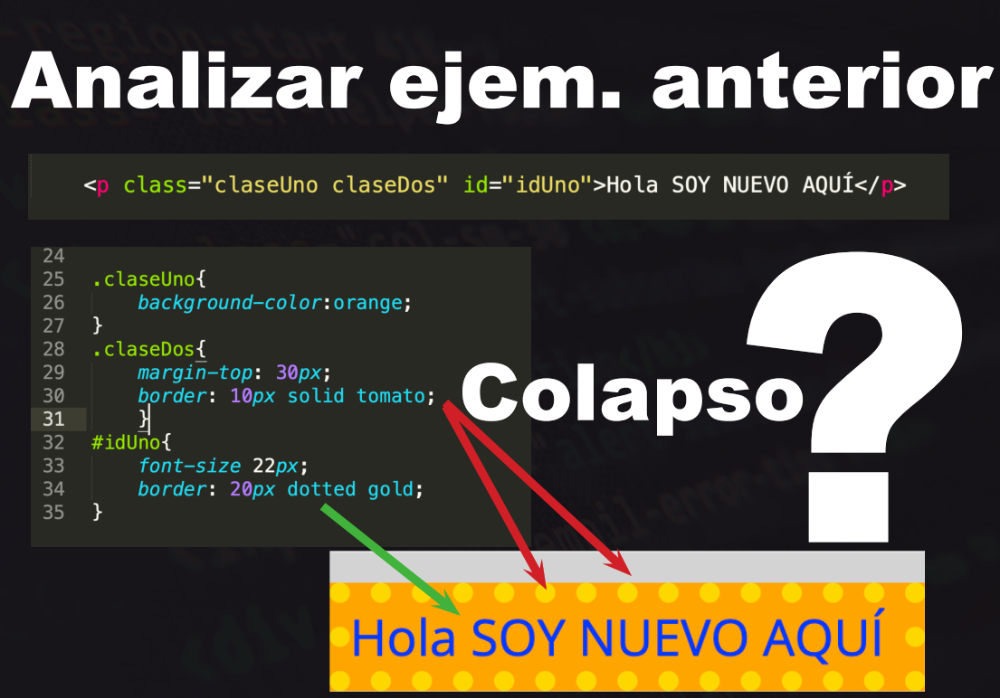 Analizar ejem. anterior
<p class="claseUno claseDos" id="idUno">Hola SOY NUEVO AQUÍ</p>
24
25 .claseUno{
26 background-color:orange;
27 }
28 .claseDos{
29 margin-top: 30px;
30 border: 10px solid tomato;
31 }
32 #idUno{
33 font-size 22px;
34 border: 20px dotted gold;
35 }
Colapso
?
Hola SOY NUEVO AQUÍ